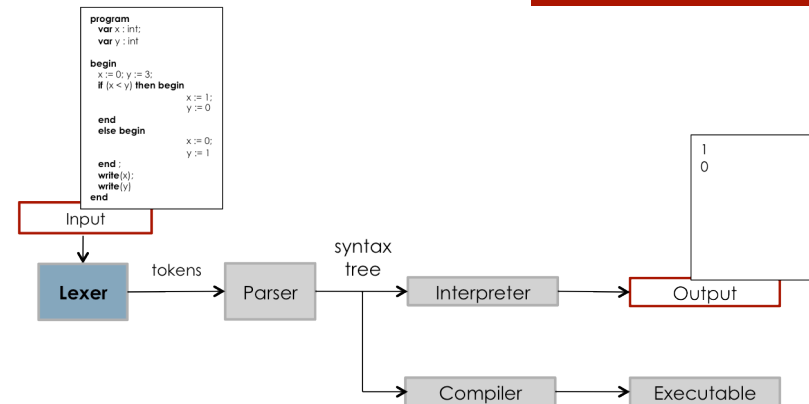 program
var x : int;
var y : int
begin
x := 0; y := 3;
if (x < y) then begin
x := 1;
y := 0
end
else begin
x := 0;
y := 1
end ;
write(x);
write(y)
end
Input
1
0
Lexer
tokens
Parser
syntax
tree
Interpreter
Output
Compiler
Executable